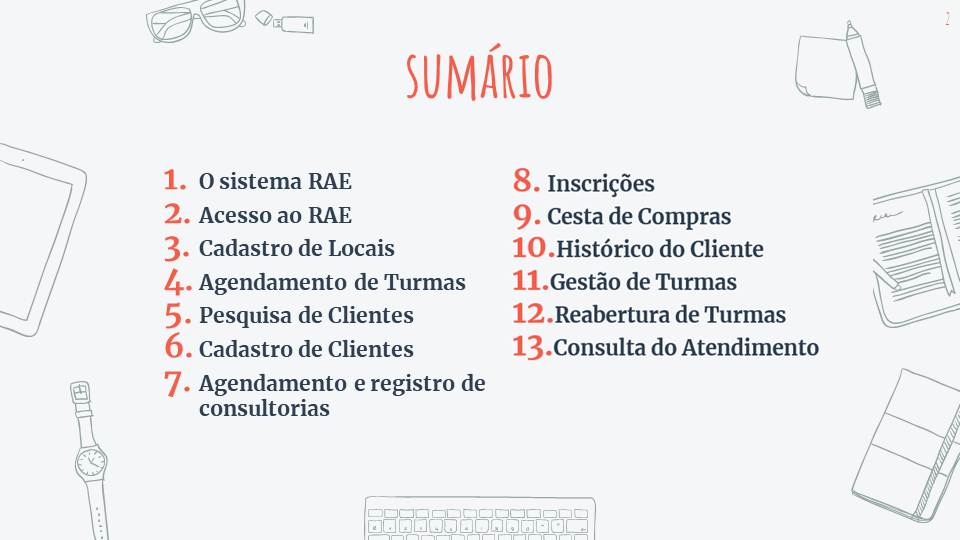 2
SUMÁRIO
1. O sistema RAE
2. Acesso ao RAE
3. Cadastro de Locais
4. Agendamento de Turmas
5. Pesquisa de Clientes
6. Cadastro de Clientes
7. Agendamento e registro de
consultorias
8. Inscrições
9. Cesta de Compras
10.Histórico do Cliente
11.Gestão de Turmas
12.Reabertura de Turmas
13.Consulta do Atendimento